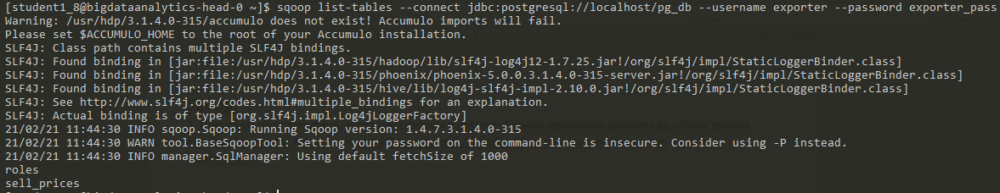 [student1_8@bigdataanalytics-head-0 ~]$ sqoop list-tables --connect jdbc:postgresql://localhost/pg_db --username exporter --password exporter_pass
Warning: /usr/hdp/3.1.4.0-315/accumulo does not exist! Accumulo imports will fail.
Please set $ACCUMULO_HOME to the root of your Accumulo installation.
SLF4J: Class path contains multiple SLF4J bindings.
SLF4J: Found binding in [jar:file:/usr/hdp/3.1.4.0-315/hadoop/lib/slf4j-log4j12-1.7.25.jar!/org/slf4j/impl/StaticLoggerBinder.class]
SLF4J: Found binding in [jar:file:/usr/hdp/3.1.4.0-315/phoenix/phoenix-5.0.0.3.1.4.0-315-server.jar!/org/slf4j/impl/StaticLoggerBinder.class]
SLF4J: Found binding in [jar:file:/usr/hdp/3.1.4.0-315/hive/lib/log4j-slf4j-impl-2.10.0.jar!/org/slf4j/impl/StaticLoggerBinder.class]
SLF4J: See http://www.slf4j.org/codes.html#multiple_bindings for an explanation.
SLF4J: Actual binding is of type [org.slf4j.impl.Log4jLoggerFactory]
21/02/21 11:44:30 INFO sqoop.Sqoop: Running Sqoop version: 1.4.7.3.1.4.0-315
21/02/21 11:44:30 WARN tool.BaseSqoopTool: Setting your password on the command-line is insecure. Consider using -P instead.
21/02/21 11:44:30 INFO manager.SqlManager: Using default fetchSize of 1000
roles
sell_prices